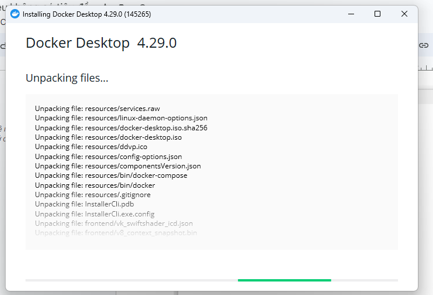 Installing Docker Desktop 4.29.0 (145265)
Docker Desktop 4.29.0
Unpacking files...
Unpacking file: resources/services.raw
Unpacking file: resources/linux-daemon-options.json
Unpacking file: resources/docker-desktop.iso.sha256
Unpacking file: resources/docker-desktop.iso
Unpacking file: resources/ddvp.ico
Unpacking file: resources/config-options.json
Unpacking file: resources/componentsVersion.json
Unpacking file: resources/bin/docker-compose
Unpacking file: resources/bin/docker
Unpacking file: resources/.gitignore
Unpacking file: InstallerCli.pdb
Unpacking file: InstallerCli.exe.config
Unpacking file: frontend/vk_swiftshader_icd.json
Unpacking file: frontend/v8_context_snapshot.bin